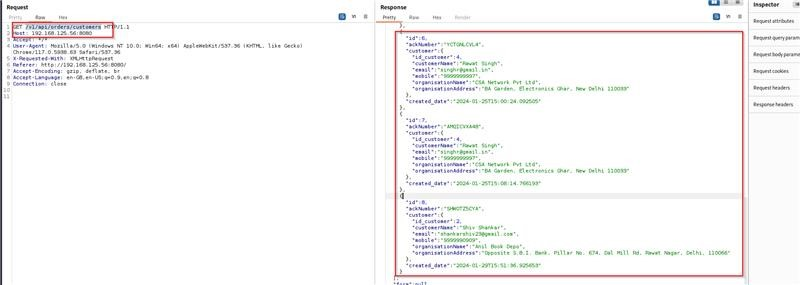 Request
Pretty Raw Hex
1 GET /v1/api/orders/customers HTTP/1.1
2 Host: 192.168.125.56:8080
3 Accept: */*
4 User-Agent: Mozilla/5.0 (Windows NT 10.0; Win64; x64) AppleWebKit/537.36 (KHTML, like Gecko)
Chrome/117.0.5938.63 Safari/537.36
5 X-Requested-With: XMLHttpRequest
6 Referer: http://192.168.125.56:8080/
7 Accept-Encoding: gzip, deflate, br
8 Accept-Language: en-GB,en-US;q=0.9,en;q=0.8
9 Connection: close
10
11
Response
Pretty Raw Hex Render
{
"id":6,
"ackNumber":"YCTGNLCVL4",
"customer":{
"id_customer":4,
"customerName":"Rawat Singh",
"email":"singhr@gmail.in",
"mobile":"9999999997",
"organisationName":"CSA Network Pvt Ltd",
"organisationAddress":"BA Garden, Electronics Ghar, New Delhi 110093"
},
"created_date":"2024-01-25T15:00:24.092505"
},
{
"id":7,
"ackNumber":"AMQICVXA4B",
"customer":{
"id_customer":4,
"customerName":"Rawat Singh",
"email":"singhr@gmail.in",
"mobile":"9999999997",
"organisationName":"CSA Network Pvt Ltd",
"organisationAddress":"BA Garden, Electronics Ghar, New Delhi 110093"
},
"created_date":"2024-01-25T15:08:14.766193"
},
{
"id":8,
"ackNumber":"SHWOTZ5CYA",
"customer":{
"id_customer":2,
"customerName":"Shiv Shankar",
"email":"shankarshiv23@gmail.com",
"mobile":"9999990909",
"organisationName":"Anil Book Depo",
"organisationAddress":"Opposite S.B.I. Bank, Pillar No. 674, Dal Mill Rd, Rawat Nagar, Delhi, 110066"
},
"created_date":"2024-01-29T15:51:36.925653"
}
],
"form":null
Inspector
Request attributes
Request query param
Request body parame
Request cookies
Request headers
Response headers